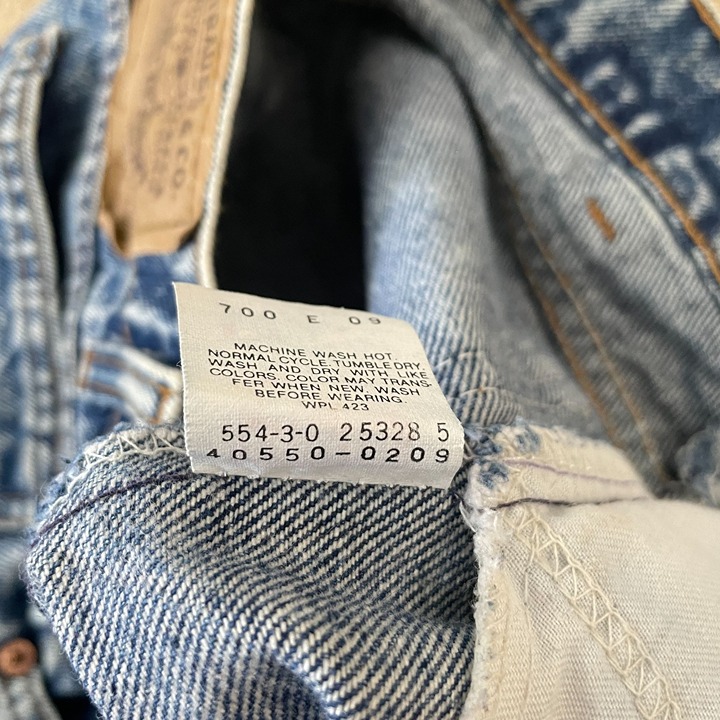 700 E 09
MACHINE WASH HOT.
NORMAL CYCLE. TUMBLE DRY.
WASH AND DRY WITH LIKE
COLORS. COLOR MAY TRANS-
FER WHEN NEW. WASH
BEFORE WEARING.
WPL 423
554-3-0 25328 5
40550-0209
& CO.